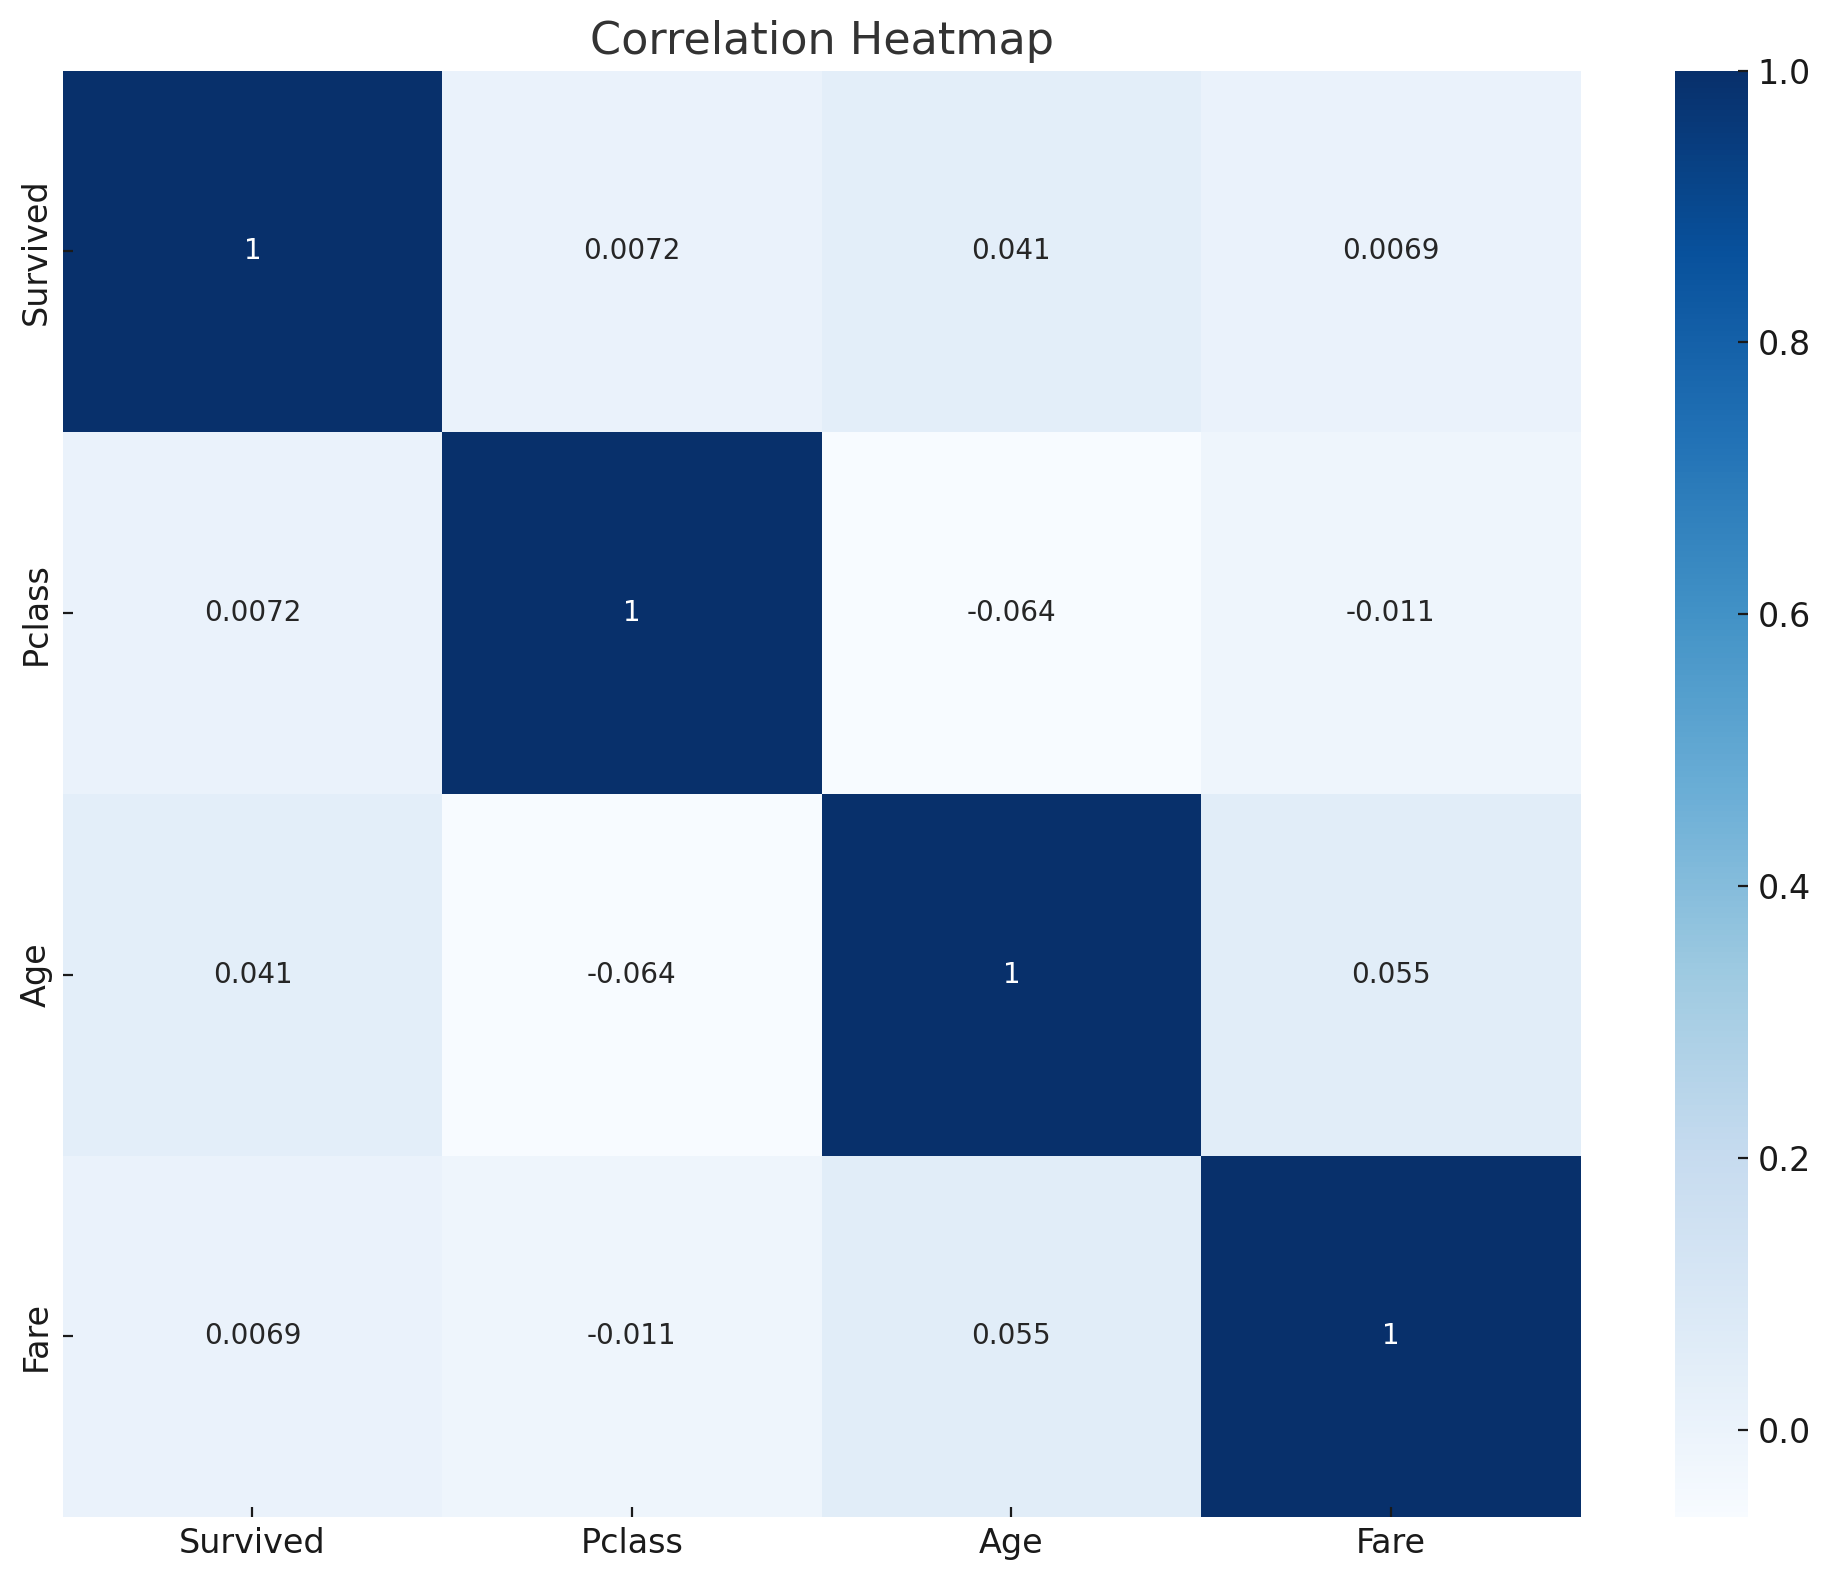 Correlation Heatmap
Survived
1
0.0072
0.041
0.0069
Pclass
0.0072
1
-0.064
-0.011
Age
0.041
-0.064
1
0.055
Fare
0.0069
-0.011
0.055
1
Survived
Pclass
Age
Fare
1.0
0.8
0.6
0.4
0.2
0.0